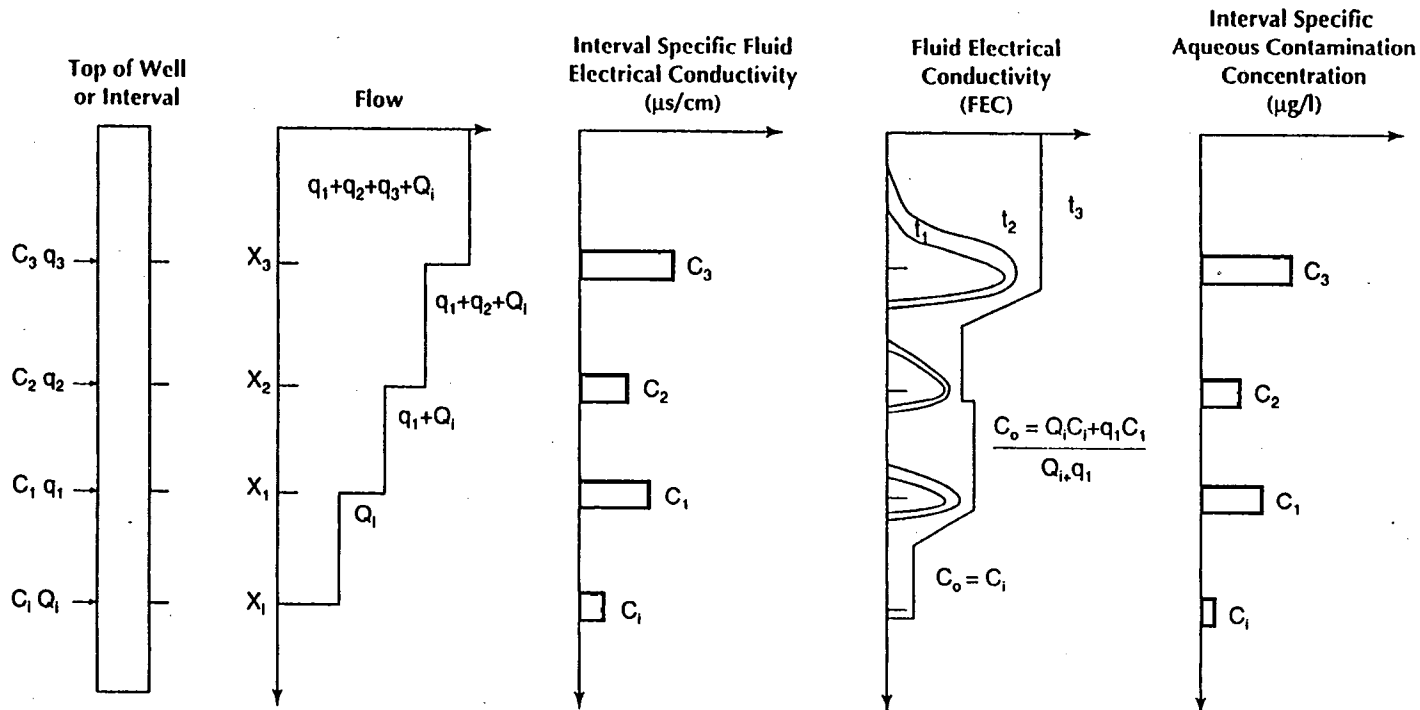 Top of Well
or Interval
C₃ q₃
C₂ q₂
C₁ q₁
Cᵢ Qᵢ
Flow
q₁+q₂+q₃+Qᵢ
X₃
q₁+q₂+Qᵢ
X₂
q₁+Qᵢ
X₁
Qᵢ
Xᵢ
Interval Specific Fluid
Electrical Conductivity
(µs/cm)
C₃
C₂
C₁
Cᵢ
Fluid Electrical
Conductivity
(FEC)
t₁
t₂
t₃
Cₒ = QᵢCᵢ+q₁C₁
Qᵢ₊q₁
Cₒ = Cᵢ
Interval Specific
Aqueous Contamination
Concentration
(µg/l)
C₃
C₂
C₁
Cᵢ